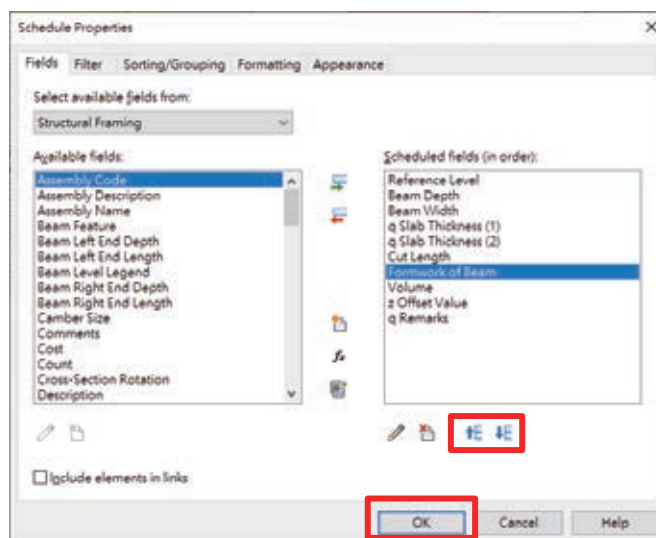 Schedule Properties
Fields Filter Sorting/Grouping Formatting Appearance
Select available fields from:
Structural Framing
Available fields:
Assembly Code
Assembly Description
Assembly Name
Beam Feature
Beam Left End Depth
Beam Left End Length
Beam Level Legend
Beam Right End Depth
Beam Right End Length
Camber Size
Comments
Cost
Count
Cross-Section Rotation
Description
Scheduled fields (in order):
Reference Level
Beam Depth
Beam Width
q Slab Thickness (1)
q Slab Thickness (2)
Cut Length
Formwork of Beam
Volume
z Offset Value
q Remarks
Include elements in links
OK Cancel Help